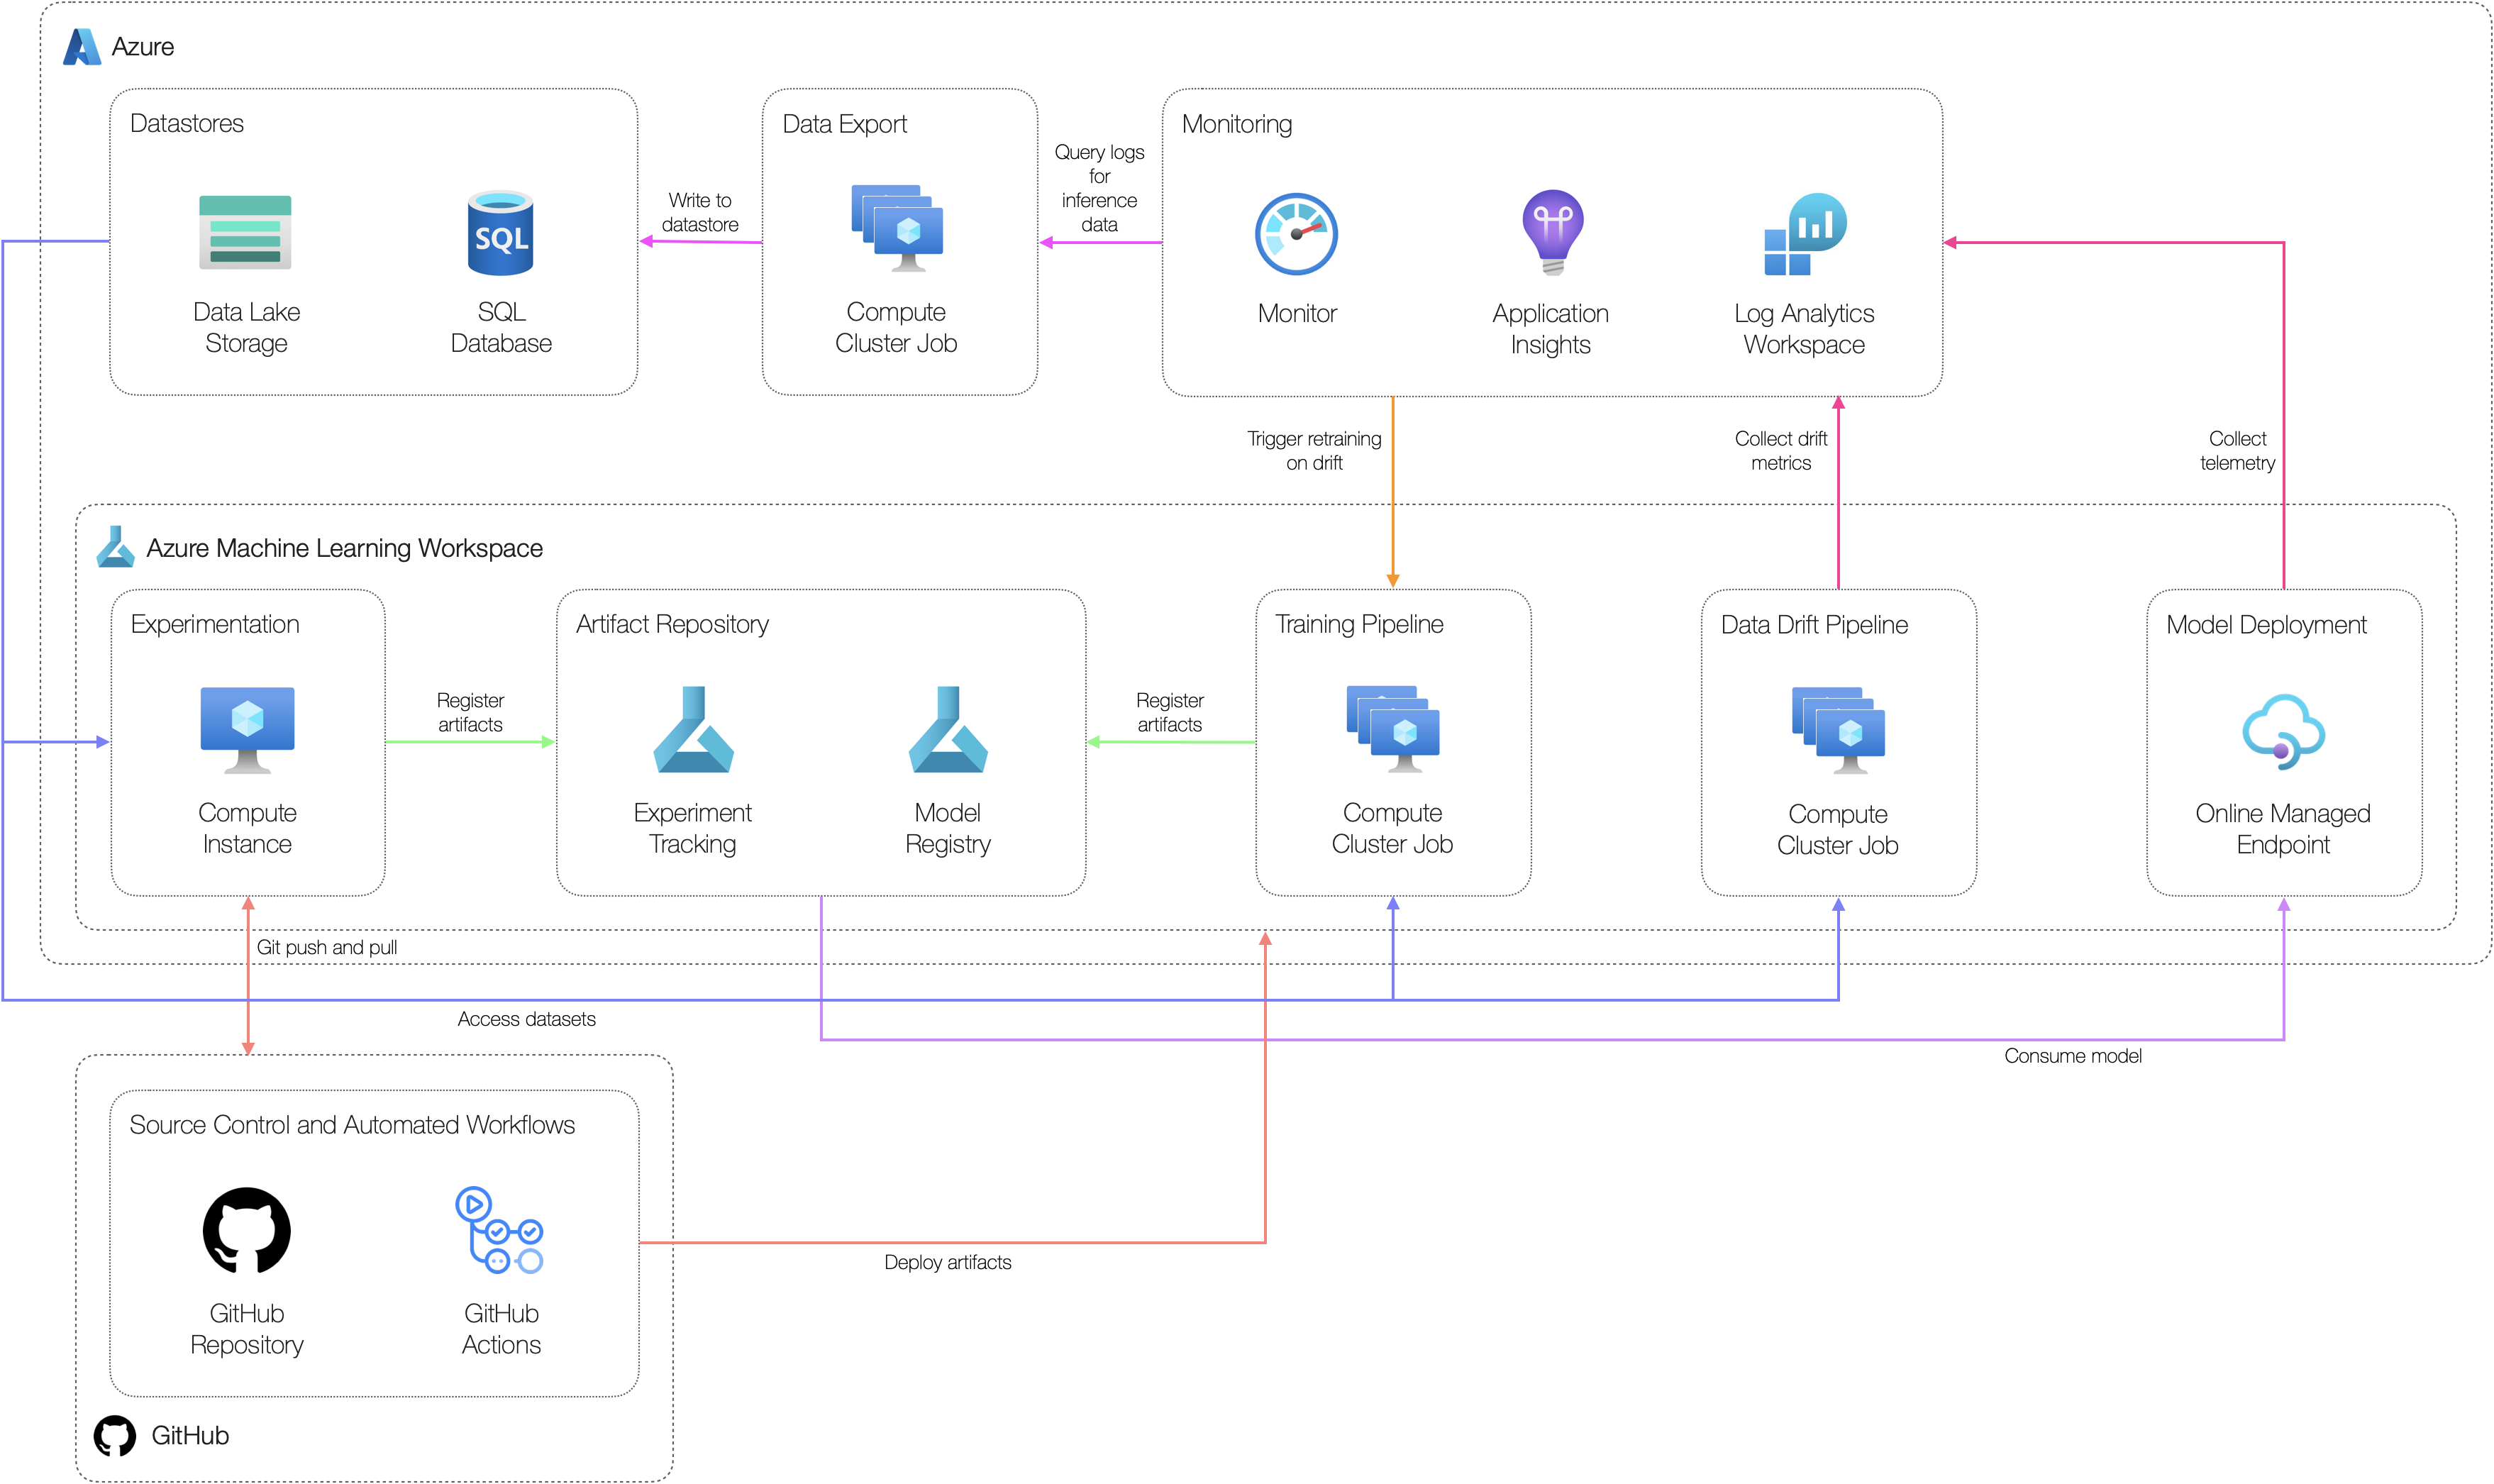 Azure
Datastores
Data Lake
Storage
SQL
SQL
Database
Write to
datastore
Data Export
Compute
Cluster Job
Query logs
for
inference
data
Monitoring
Monitor
Application
Insights
Log Analytics
Workspace
Trigger retraining
on drift
Collect drift
metrics
Collect
telemetry
Azure Machine Learning Workspace
Experimentation
Compute
Instance
Register
artifacts
Artifact Repository
Experiment
Tracking
Model
Registry
Register
artifacts
Training Pipeline
Compute
Cluster Job
Data Drift Pipeline
Compute
Cluster Job
Model Deployment
Online Managed
Endpoint
Git push and pull
Access datasets
Consume model
Source Control and Automated Workflows
GitHub
Repository
GitHub
Actions
Deploy artifacts
GitHub